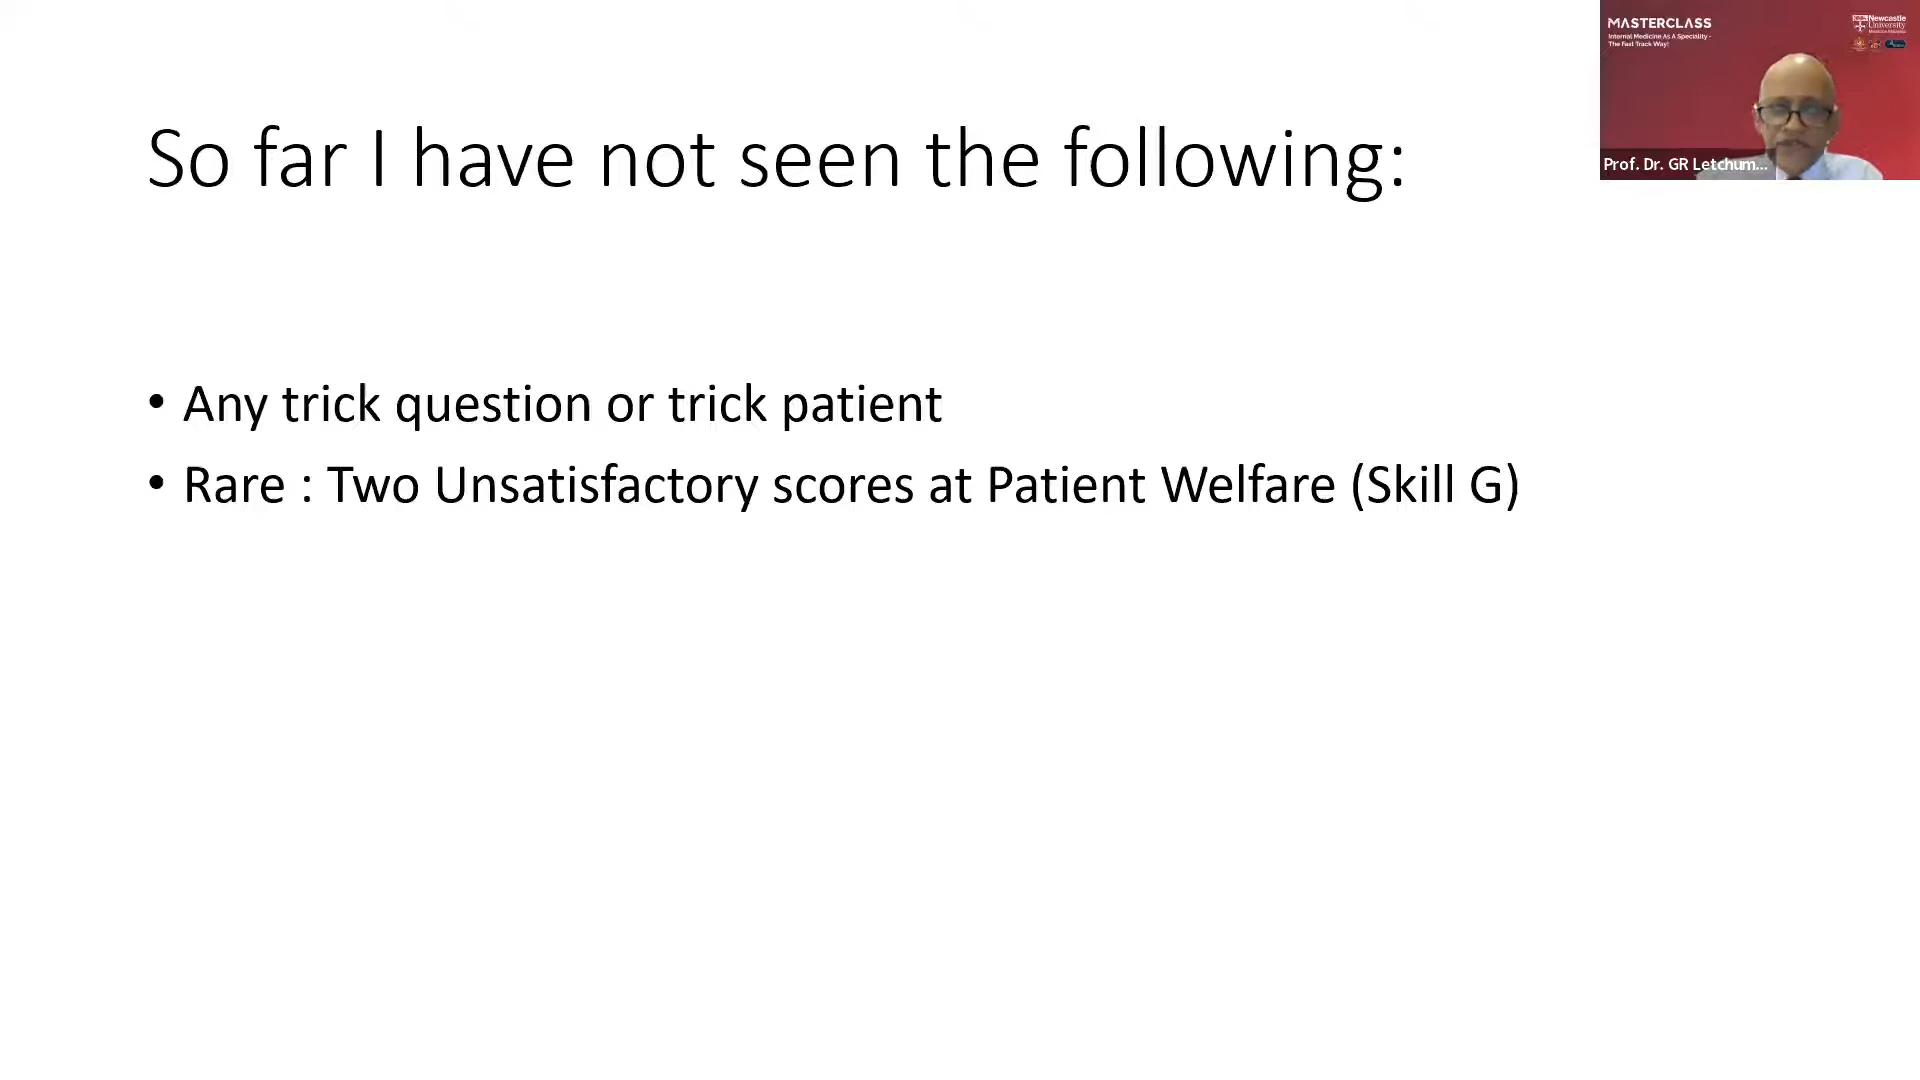 MASTERCLASS
Internal Medicine As A Speciality -
The Fast Track Way!
Newcastle
University
Prof. Dr. GR Letchum...
So far I have not seen the following:
• Any trick question or trick patient
• Rare : Two Unsatisfactory scores at Patient Welfare (Skill G)